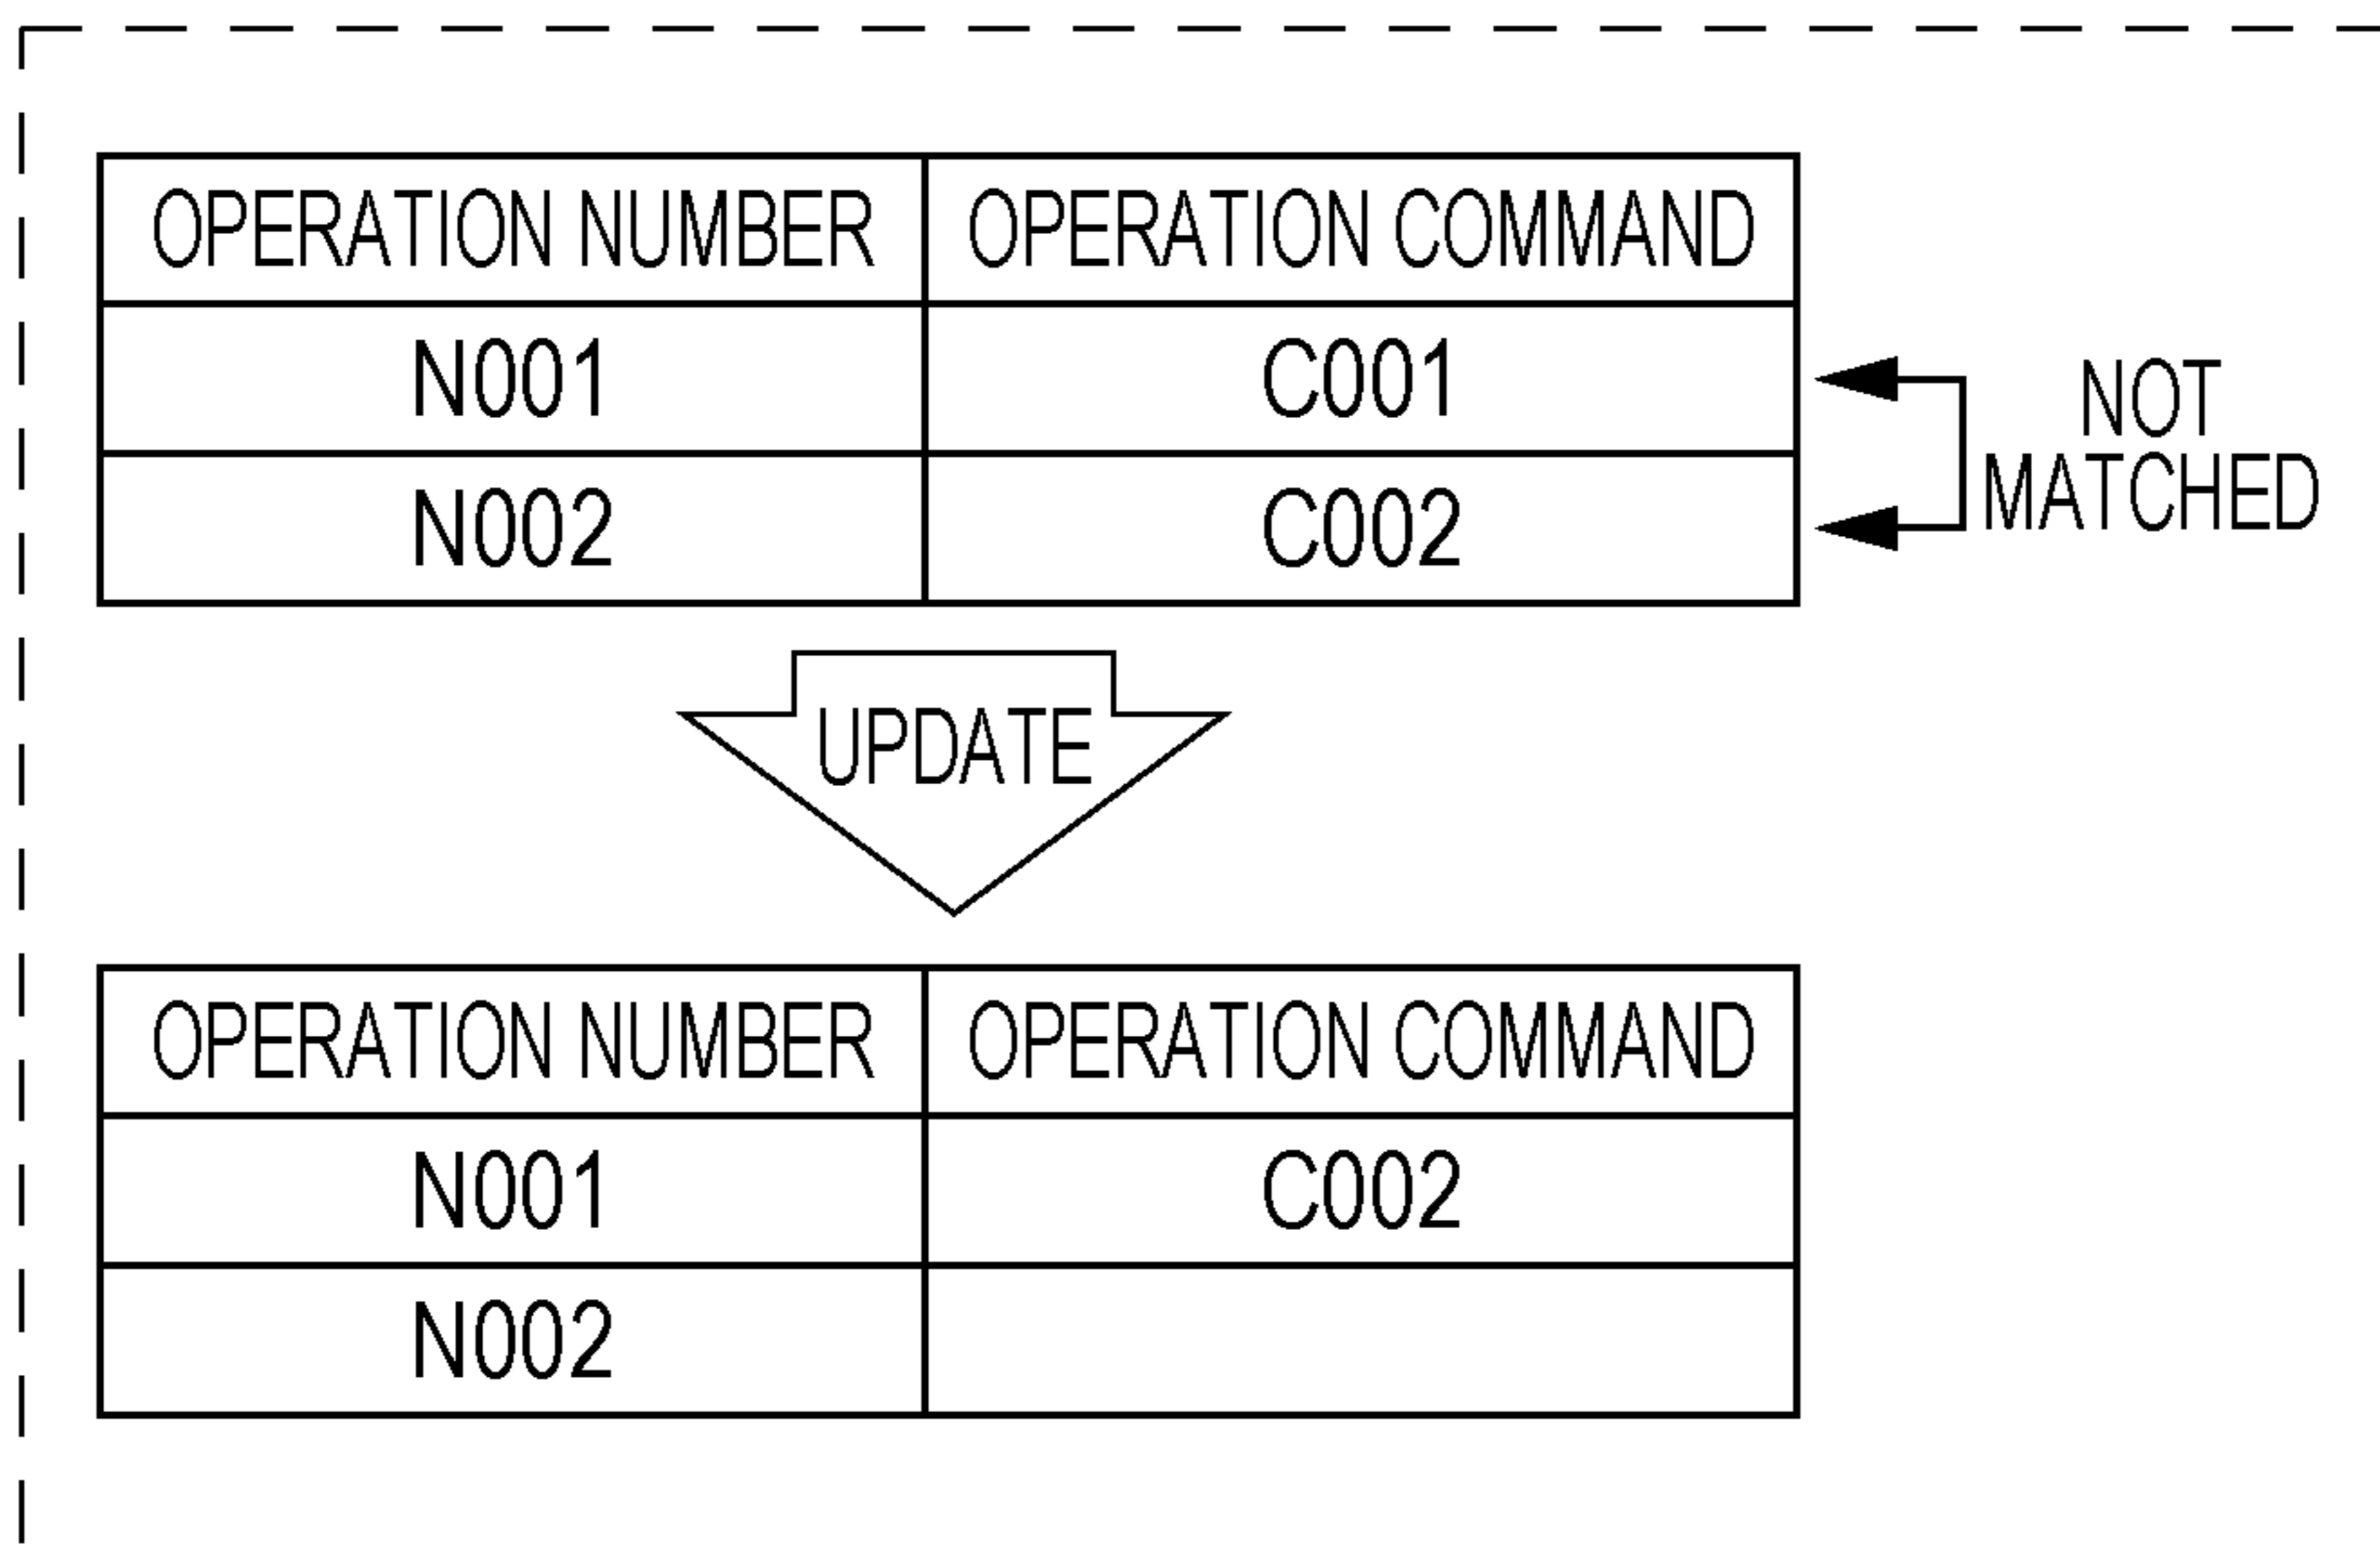 OPERATION NUMBER OPERATION COMMAND
N001 C001
N002 C002
NOT
MATCHED
UPDATE
OPERATION NUMBER OPERATION COMMAND
N001 C002
N002